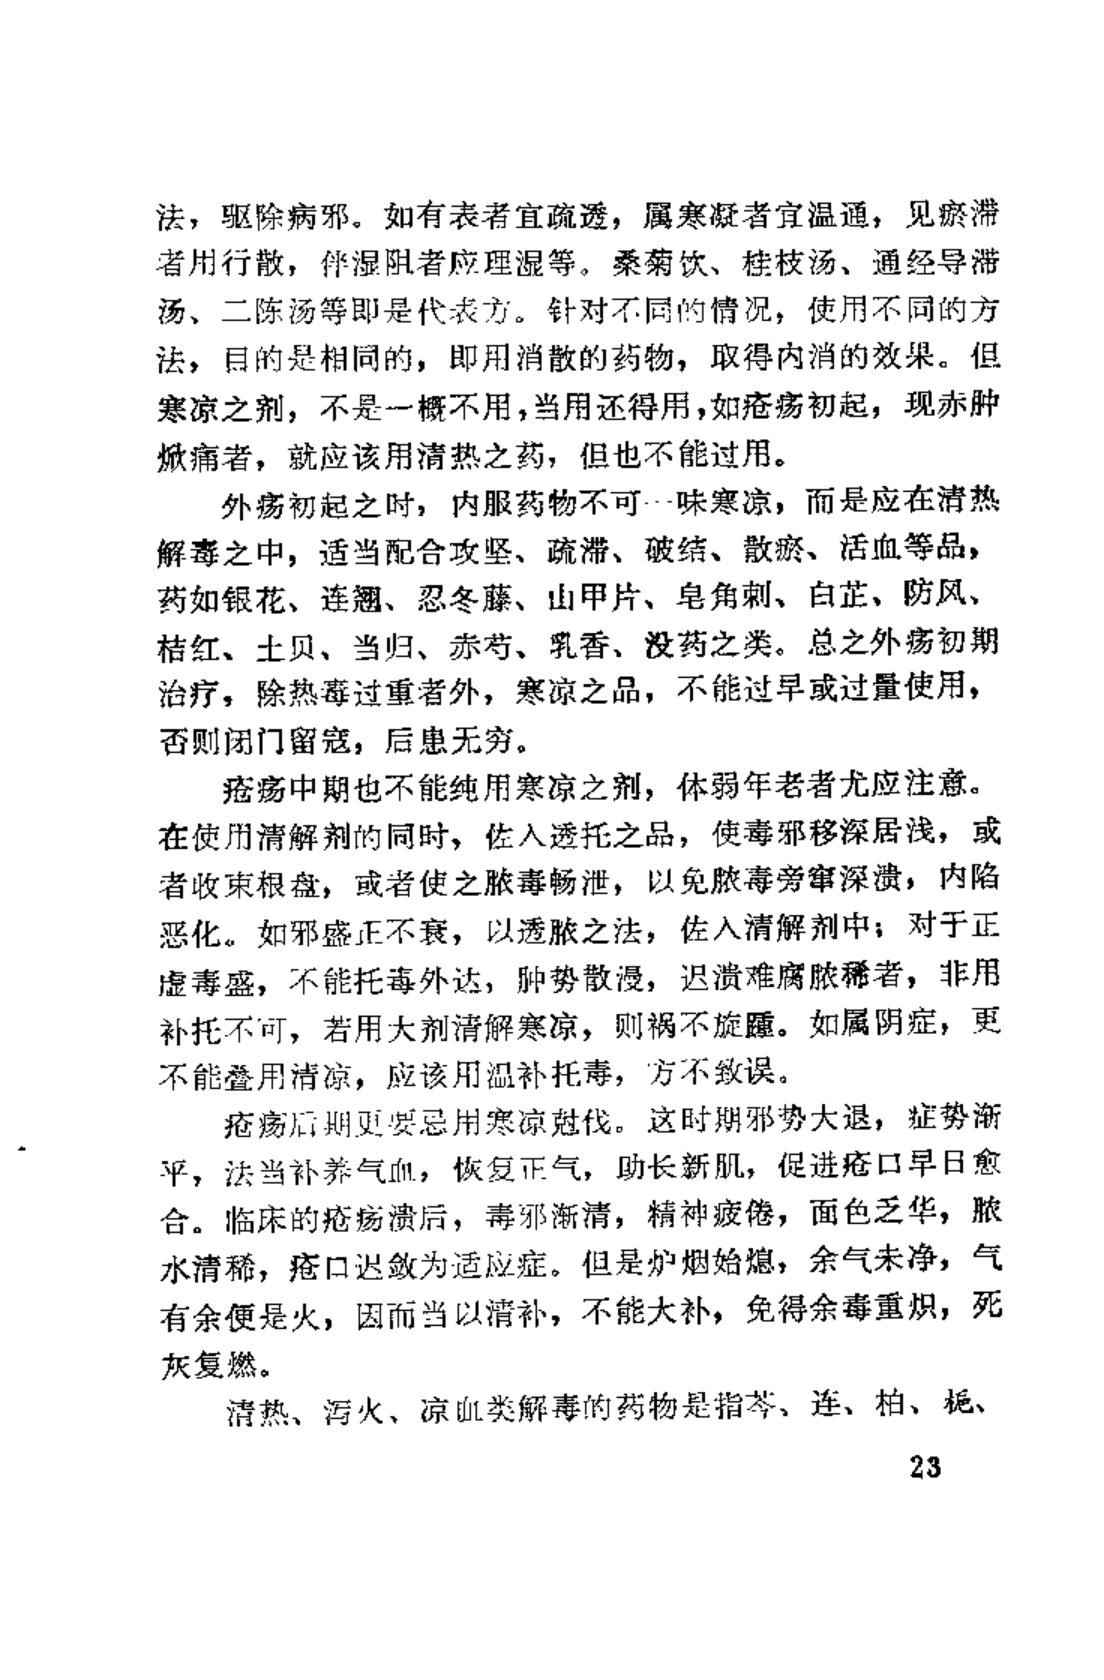 法，驱除病邪。如有表者宜疏透，属寒凝者宜温通，见瘀滞
者用行散，伴湿阻者应理湿等。桑菊饮、桂枝汤、通经导滞
汤、二陈汤等即是代表方。针对不同的情况，使用不同的方
法，目的是相同的，即用消散的药物，取得内消的效果。但
寒凉之剂，不是一概不用，当用还得用，如疮疡初起，现赤肿
焮痛者，就应该用清热之药，但也不能过用。
外疡初起之时，内服药物不可一味寒凉，而是应在清热
解毒之中，适当配合攻坚、疏滞、破结、散瘀、活血等品，
药如银花、连翘、忍冬藤、山甲片、皂角刺、白芷、防风、
桔红、土贝、当归、赤芍、乳香、没药之类。总之外疡初期
治疗，除热毒过重者外，寒凉之品，不能过早或过量使用，
否则闭门留寇，后患无穷。
疮疡中期也不能纯用寒凉之剂，体弱年老者尤应注意。
在使用清解剂的同时，佐入透托之品，使毒邪移深居浅，或
者收束根盘，或者使之脓毒畅泄，以免脓毒旁窜深溃，内陷
恶化。如邪盛正不衰，以透脓之法，佐入清解剂中；对于正
虚毒盛，不能托毒外达，肿势散漫，迟溃难腐脓稀者，非用
补托不可，若用大剂清解寒凉，则祸不旋踵。如属阴症，更
不能叠用清凉，应该用温补托毒，方不致误。
疮疡后期更要忌用寒凉尅伐。这时期邪势大退，症势渐
平，法当补养气血，恢复正气，助长新肌，促进疮口早日愈
合。临床的疮疡溃后，毒邪渐清，精神疲倦，面色乏华，脓
水清稀，疮口迟敛为适应症。但是炉烟始熄，余气未净，气
有余便是火，因而当以清补，不能大补，免得余毒重炽，死
灰复燃。
清热、泻火、凉血类解毒的药物是指芩、连、柏、栀、
23